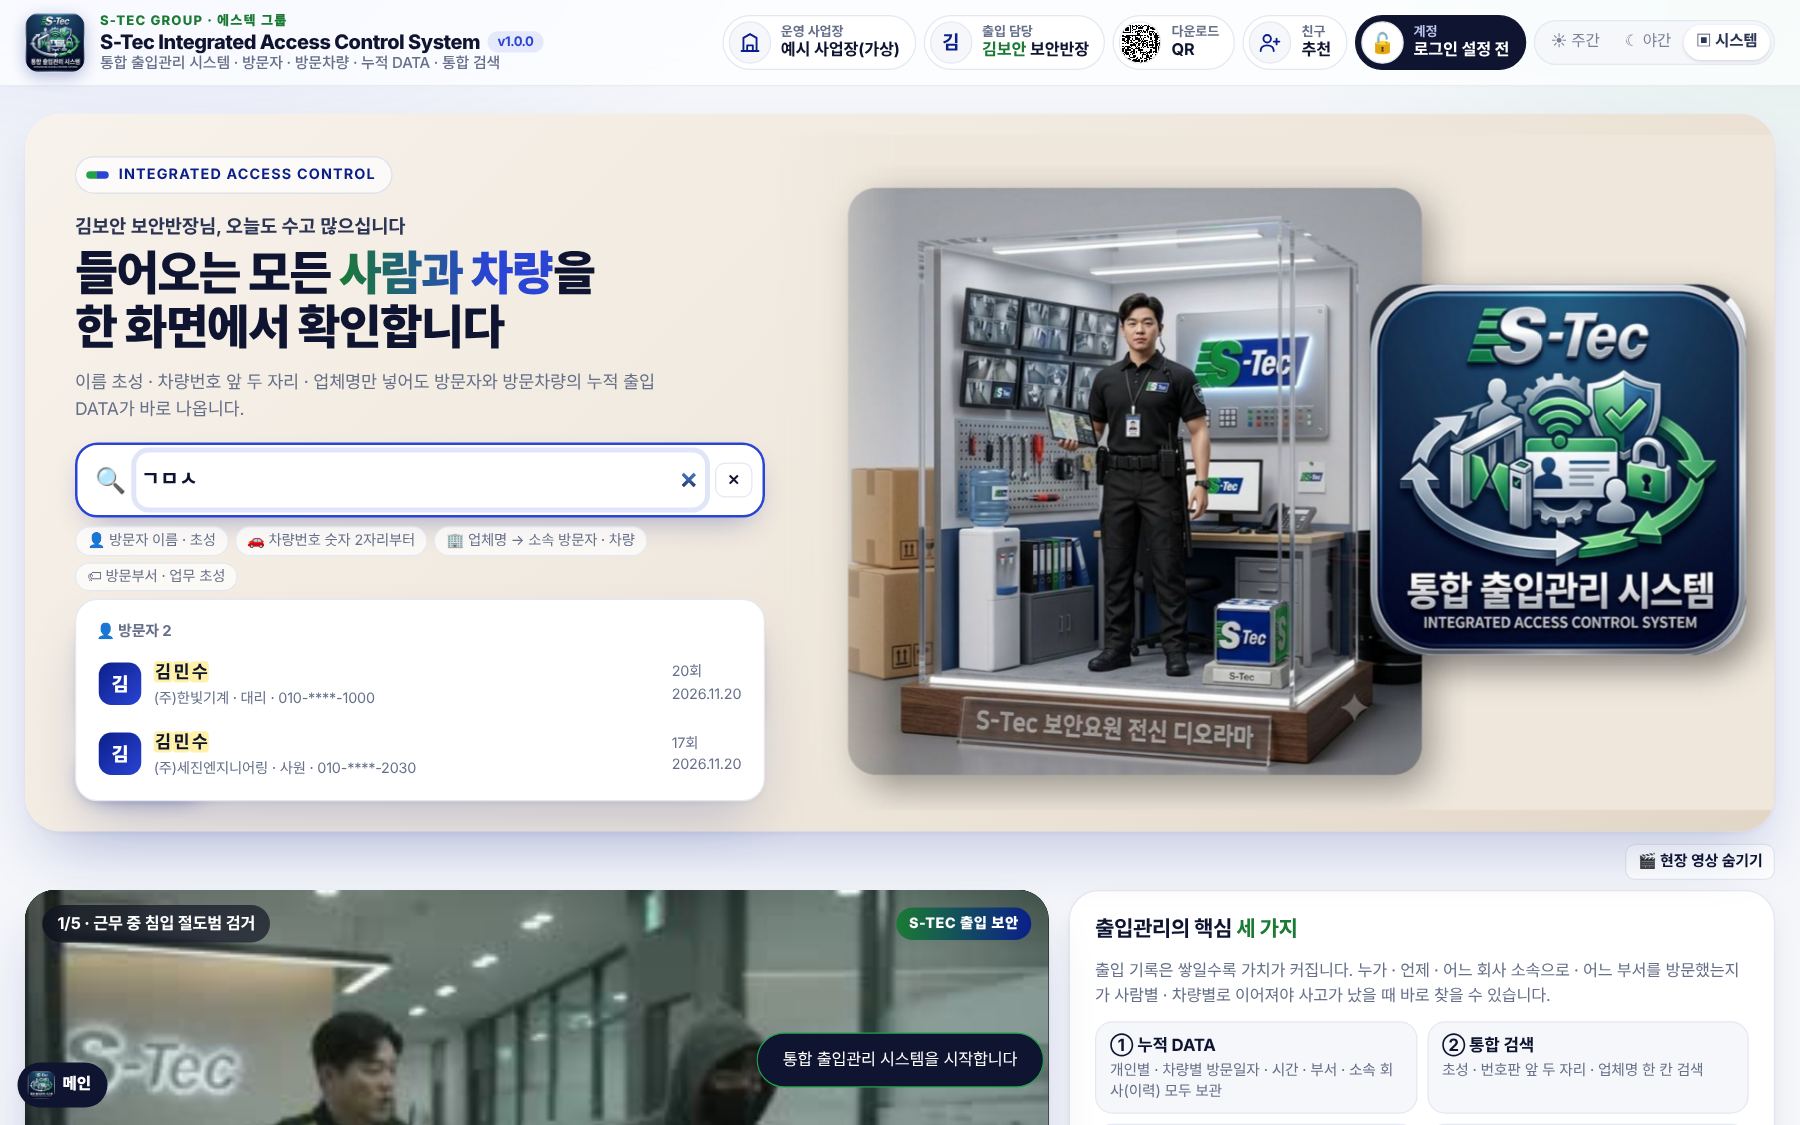 S-TEC GROUP · 에스텍 그룹
S-Tec Integrated Access Control System v1.0.0
통합 출입관리 시스템 · 방문자 · 방문차량 · 누적 DATA · 통합 검색
운영 사업장
예시 사업장(가상)
김
출입 담당
김보안 보안반장
다운로드
QR
친구
추천
계정
로그인 설정 전
주간
야간
시스템
INTEGRATED ACCESS CONTROL
김보안 보안반장님, 오늘도 수고 많으십니다
들어오는 모든 사람과 차량을
한 화면에서 확인합니다
이름 초성 · 차량번호 앞 두 자리 · 업체명만 넣어도 방문자와 방문차량의 누적 출입
DATA가 바로 나옵니다.
ㄱㅁㅅ
방문자 이름 · 초성
차량번호 숫자 2자리부터
업체명 → 소속 방문자 · 차량
방문부서 · 업무 초성
방문자 2
김
김민수
(주)한빛기계 · 대리 · 010-****-1000
20회
2026.11.20
김
김민수
(주)세진엔지니어링 · 사원 · 010-****-2030
17회
2026.11.20
S-Tec
S-Tec
S-Tec
S-Tec 보안요원 전신 디오라마
S-Tec
통합 출입관리 시스템
INTEGRATED ACCESS CONTROL SYSTEM
현장 영상 숨기기
1/5 · 근무 중 침입 절도범 검거
S-TEC 출입 보안
S-Tec
통합 출입관리 시스템을 시작합니다
메인
출입관리의 핵심 세 가지
출입 기록은 쌓일수록 가치가 커집니다. 누가 · 언제 · 어느 회사 소속으로 · 어느 부서를 방문했는지
가 사람별 · 차량별로 이어져야 사고가 났을 때 바로 찾을 수 있습니다.
① 누적 DATA
개인별 · 차량별 방문일자 · 시간 · 부서 · 소속 회
사(이력) 모두 보관
② 통합 검색
초성 · 번호판 앞 두 자리 · 업체명 한 칸 검색